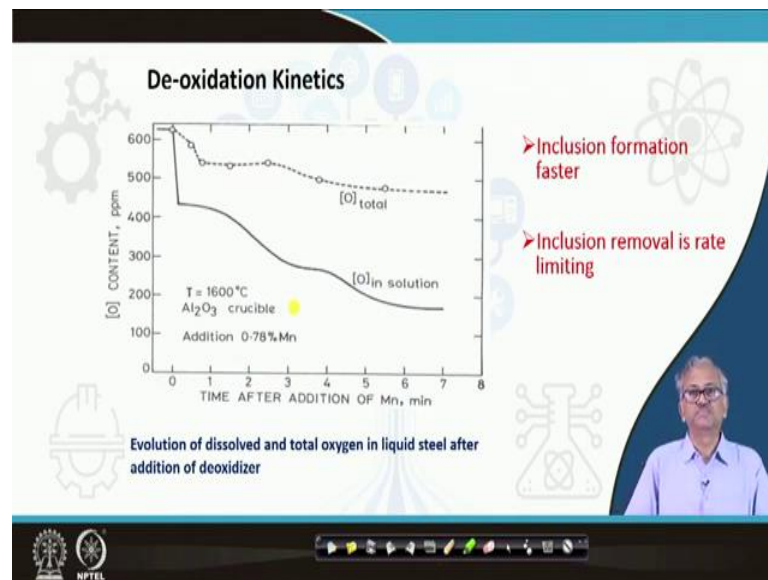 De-oxidation Kinetics
600
500
400
300
200
100
0
[O] CONTENT, ppm
[O]total
[O]in solution
T = 1600°C
Al2O3 crucible
Addition 0·78%Mn
0 1 2 3 4 5 6 7 8
TIME AFTER ADDITION OF Mn, min
Evolution of dissolved and total oxygen in liquid steel after
addition of deoxidizer
➢Inclusion formation
faster
➢Inclusion removal is rate
limiting
NPTEL